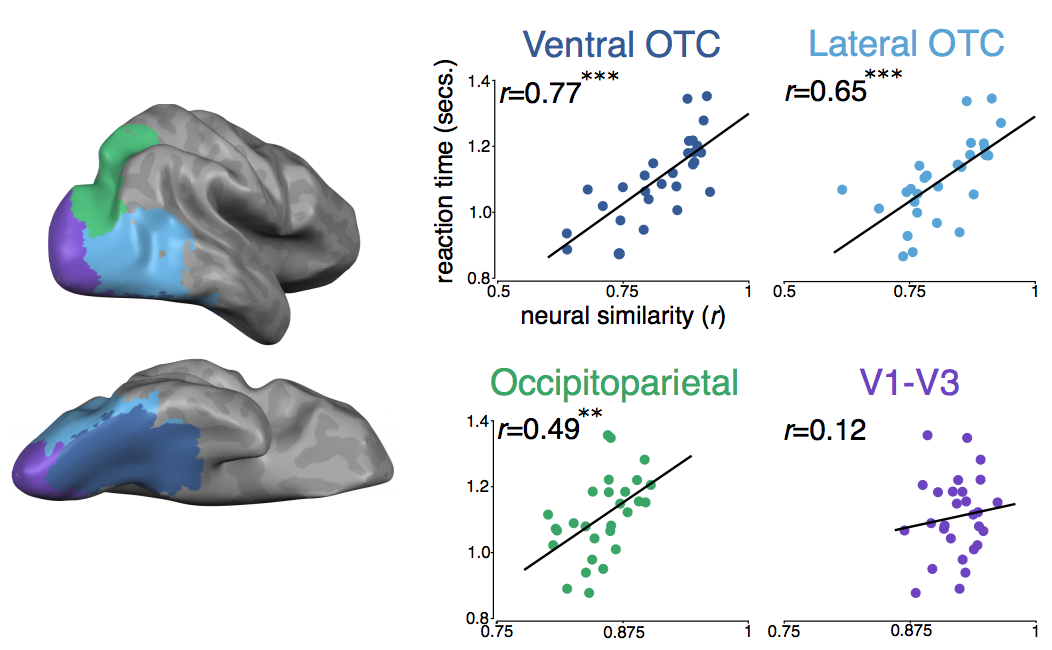 Ventral OTC
Lateral OTC
r=0.77***
r=0.65***
reaction time (secs.)
1.4
1.2
1.0
0.8
0.5
0.75
1
0.5
0.75
1
neural similarity (r)
Occipitoparietal
V1-V3
r=0.49**
r=0.12
1.4
1.2
1.0
0.8
0.75
0.875
1
0.75
0.875
1